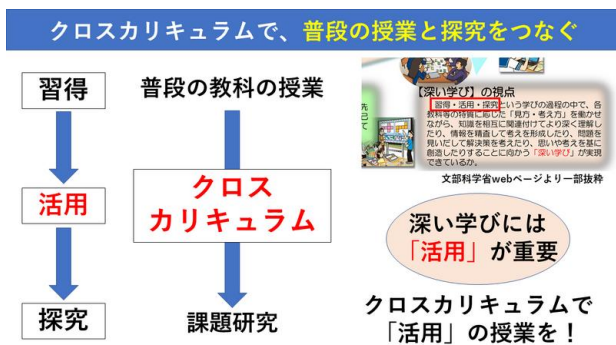 クロスカリキュラムで、普段の授業と探究をつなぐ
習得
活用
探究
普段の教科の授業
クロス
カリキュラム
課題研究
【深い学び】の視点
習得・活用・探究という学びの過程の中で、各
教科等の特質に応じた「見方・考え方」を働かせ
ながら、知識を相互に関連付けてより深く理解し
たり、情報を精査して考えを形成したり、問題を
見いだして解決策を考えたり、思いや考えを基に
創造したりすることに向かう「深い学び」が実現
できているか。
文部科学省webページより一部抜粋
深い学びには
「活用」が重要
クロスカリキュラムで
「活用」の授業を！